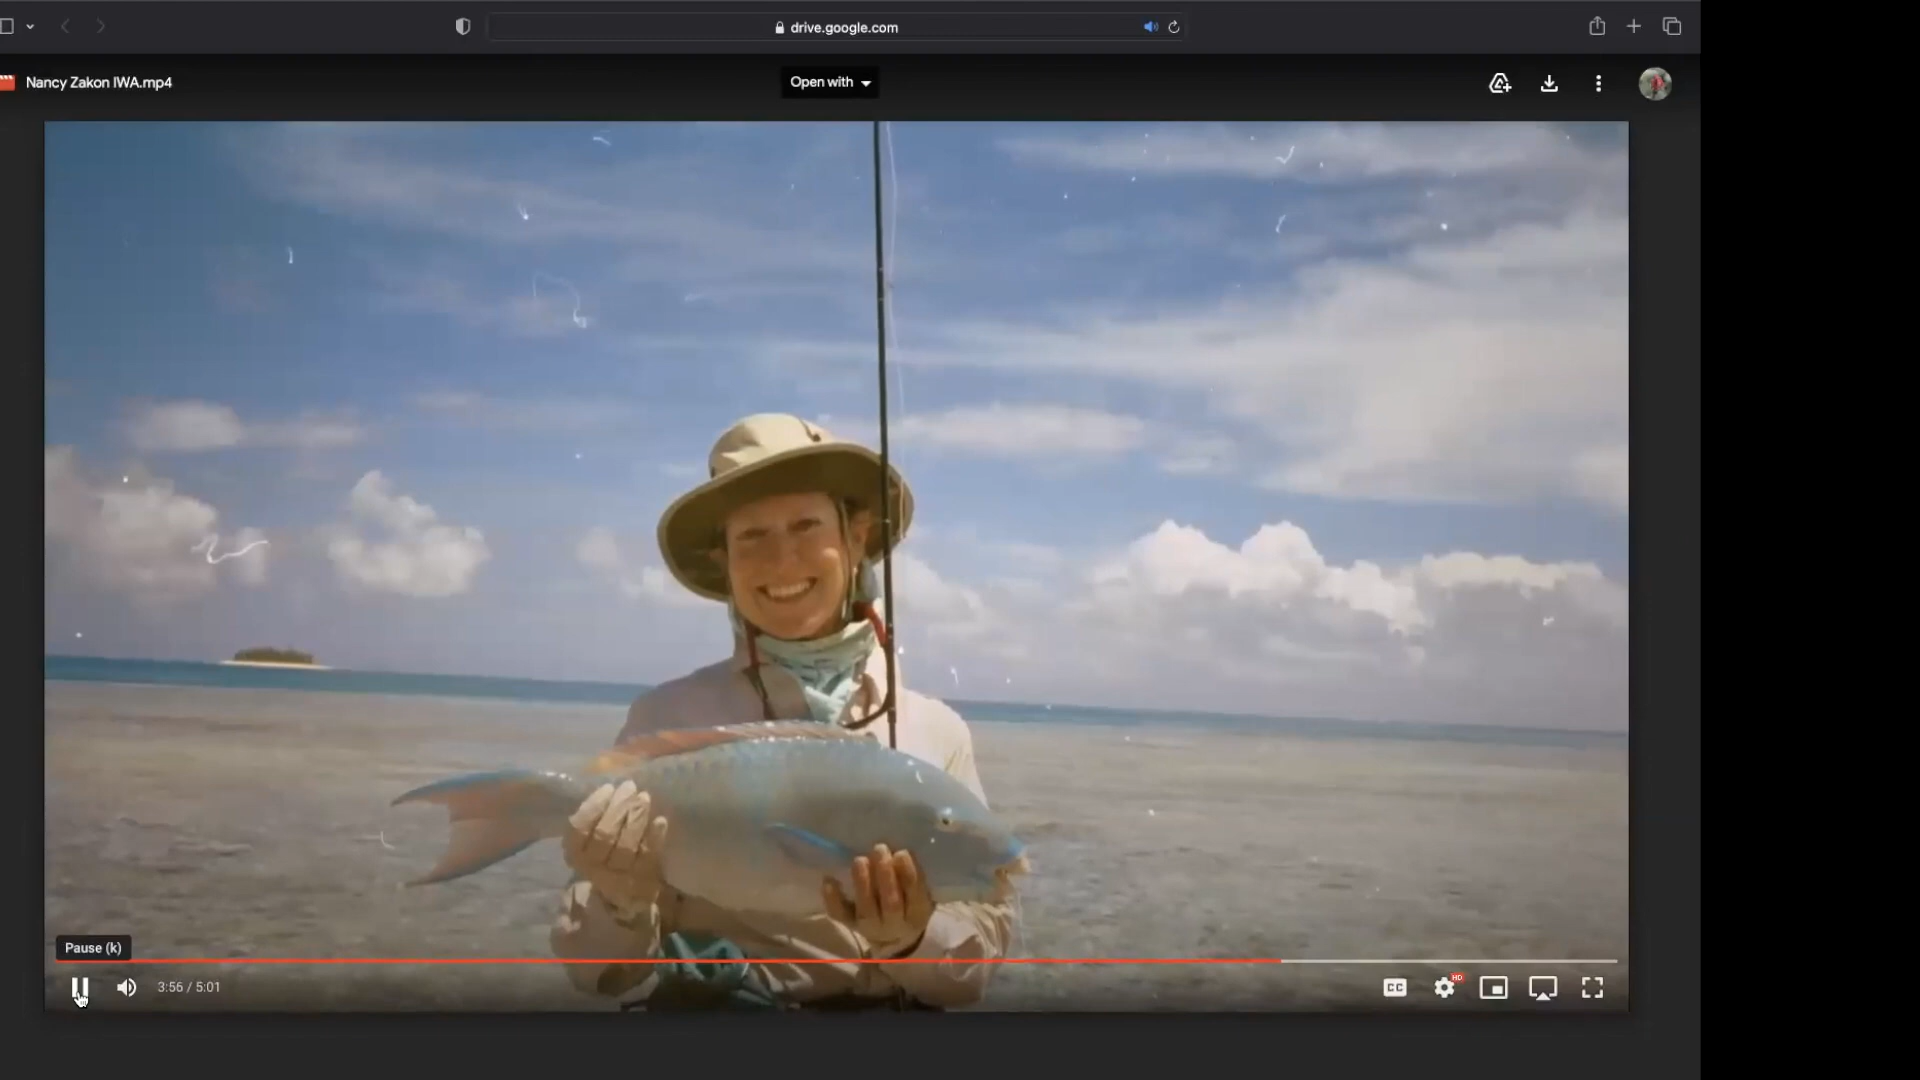 drive.google.com
Nancy Zakon IWA.mp4
Open with
Pause (k)
3:56 / 5:01
CC
HD